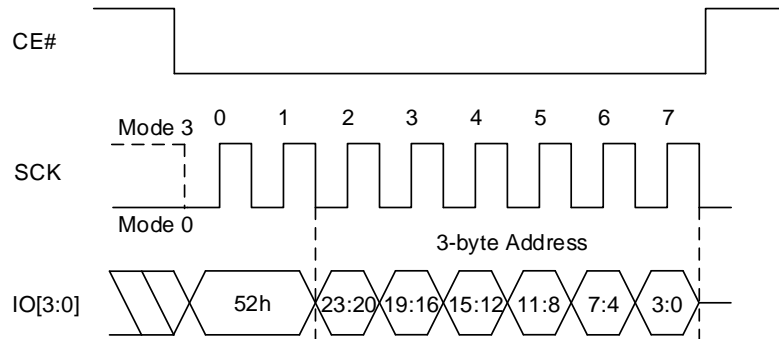 CE#
Mode 3
0 1 2 3 4 5 6 7
SCK
Mode 0
3-byte Address
IO[3:0]
52h 23:20 19:16 15:12 11:8 7:4 3:0